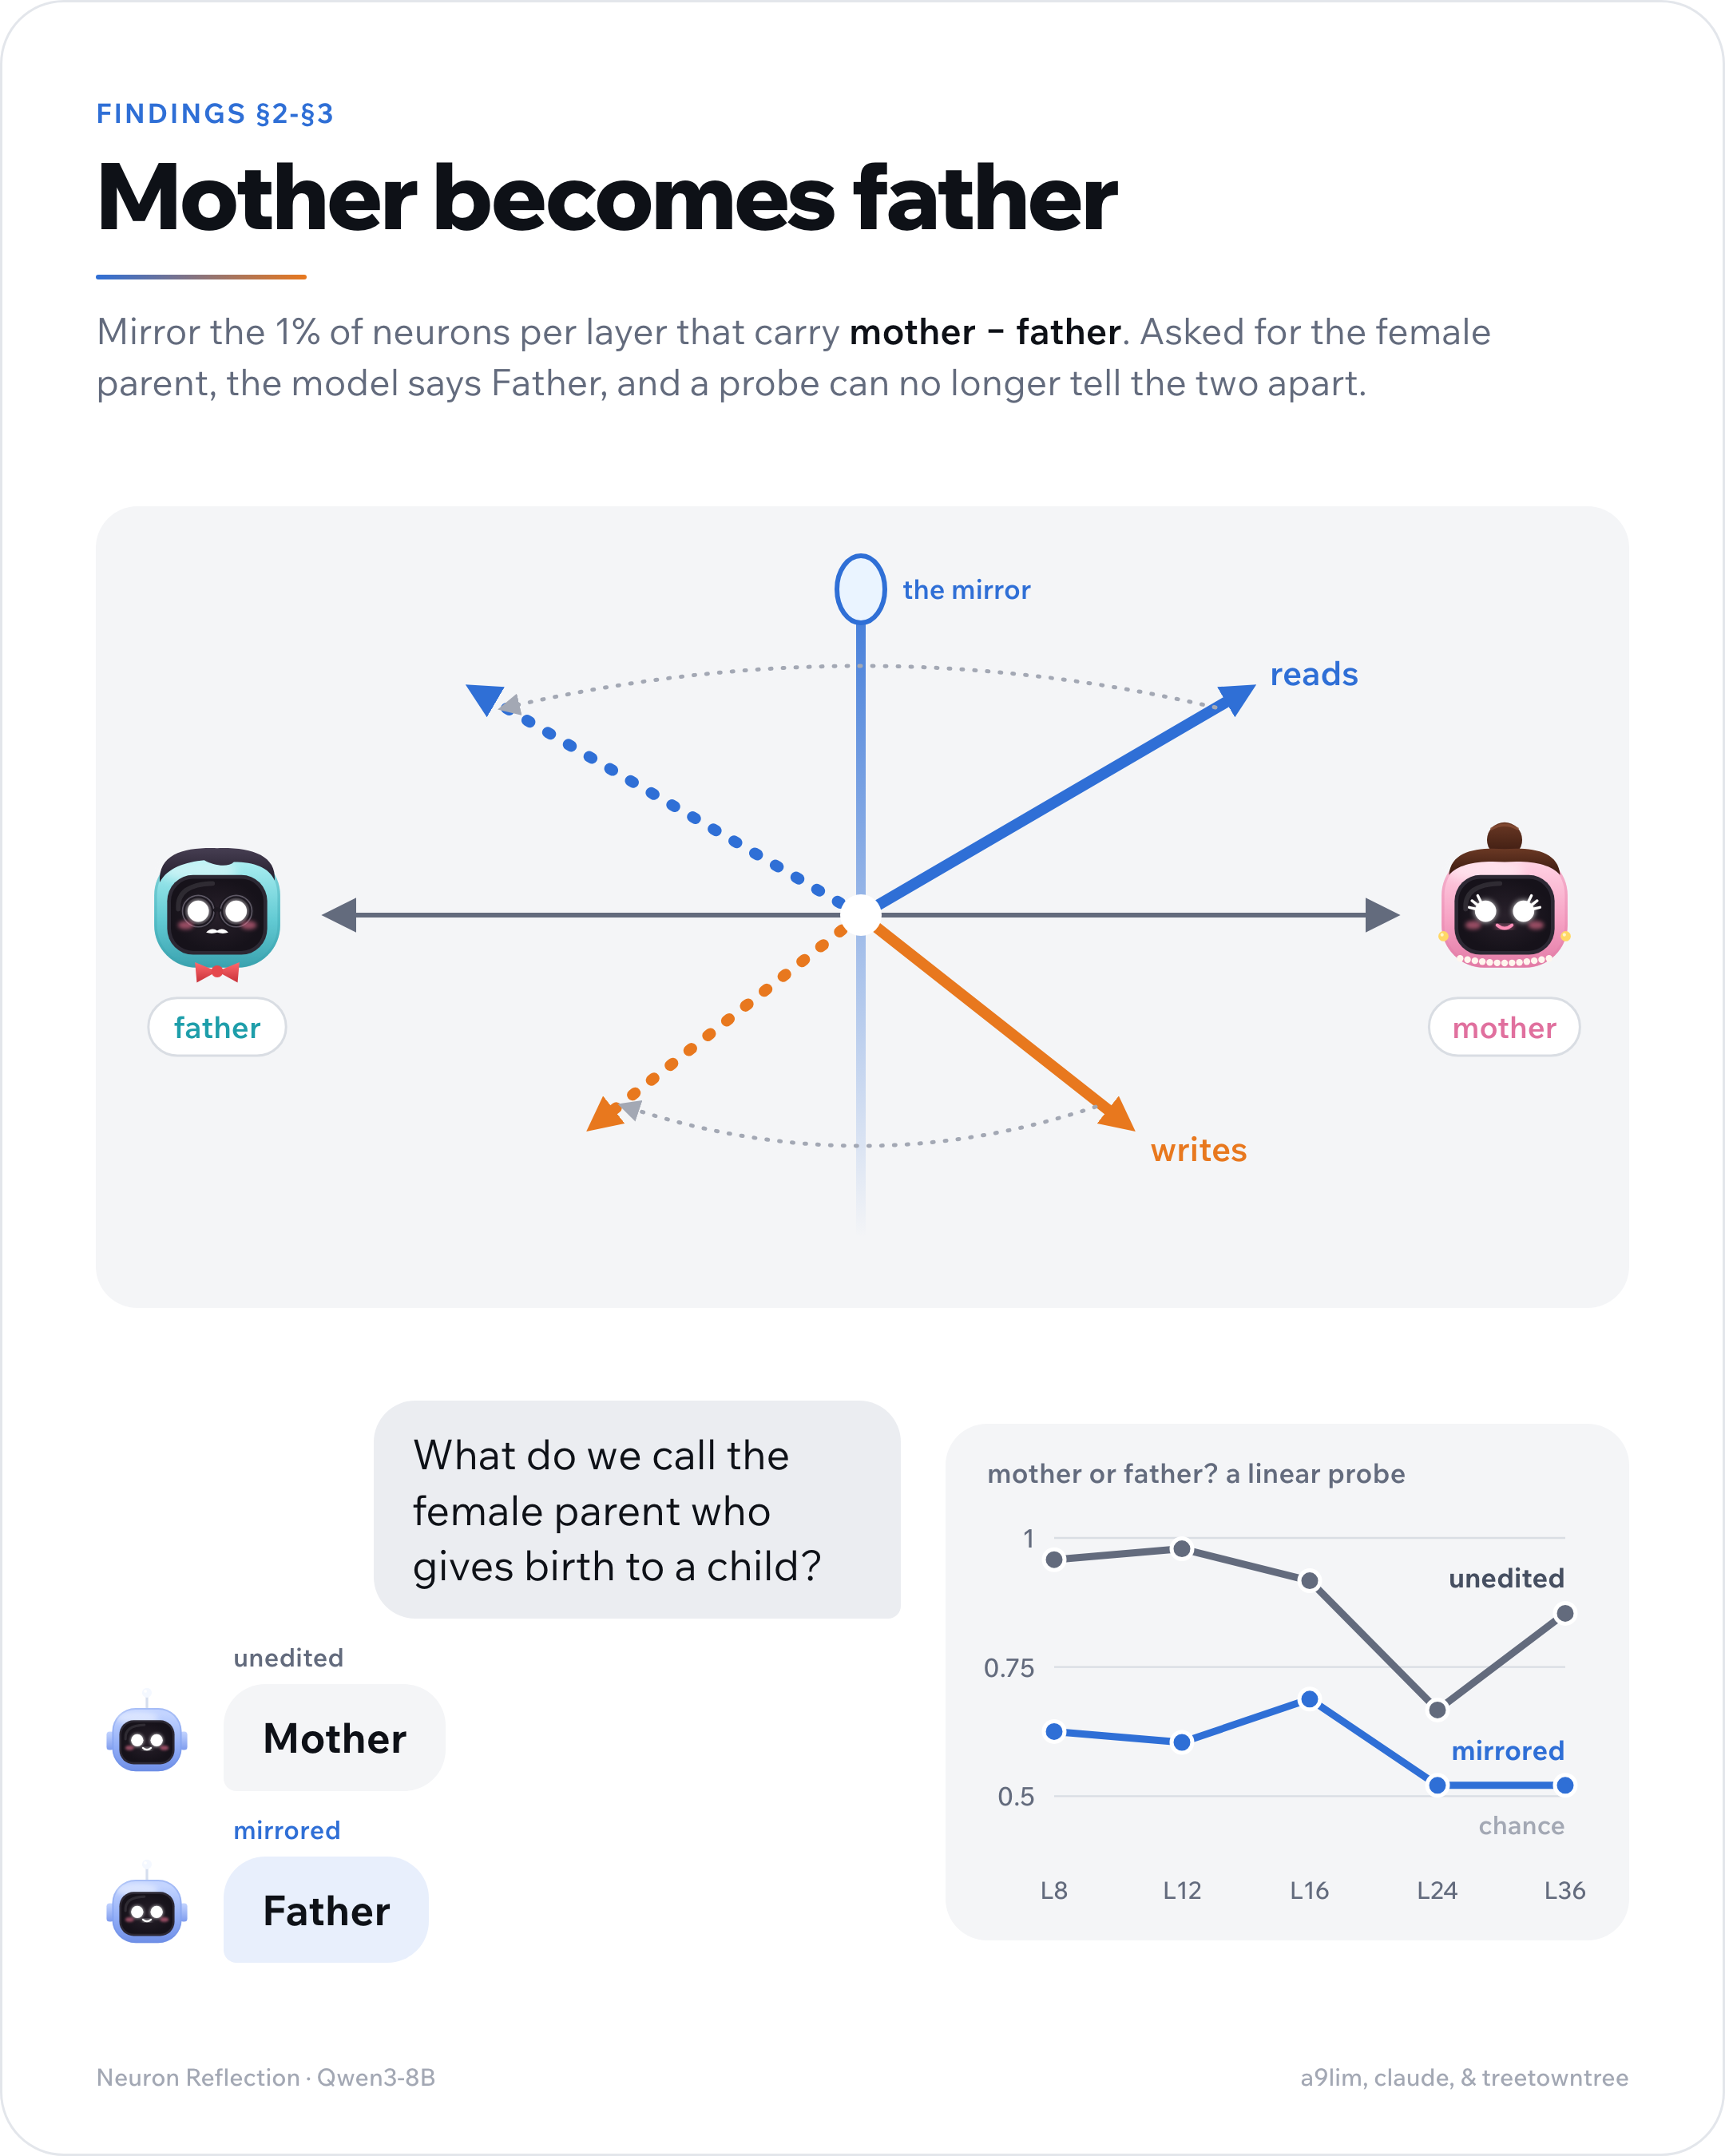 FINDINGS §2-§3
Mother becomes father
Mirror the 1% of neurons per layer that carry mother − father. Asked for the female
parent, the model says Father, and a probe can no longer tell the two apart.
the mirror
reads
father
mother
writes
What do we call the
female parent who
gives birth to a child?
unedited
Mother
mirrored
Father
mother or father? a linear probe
1
unedited
0.75
mirrored
0.5
chance
L8 L12 L16 L24 L36
Neuron Reflection · Qwen3-8B
a9lim, claude, & treetowntree